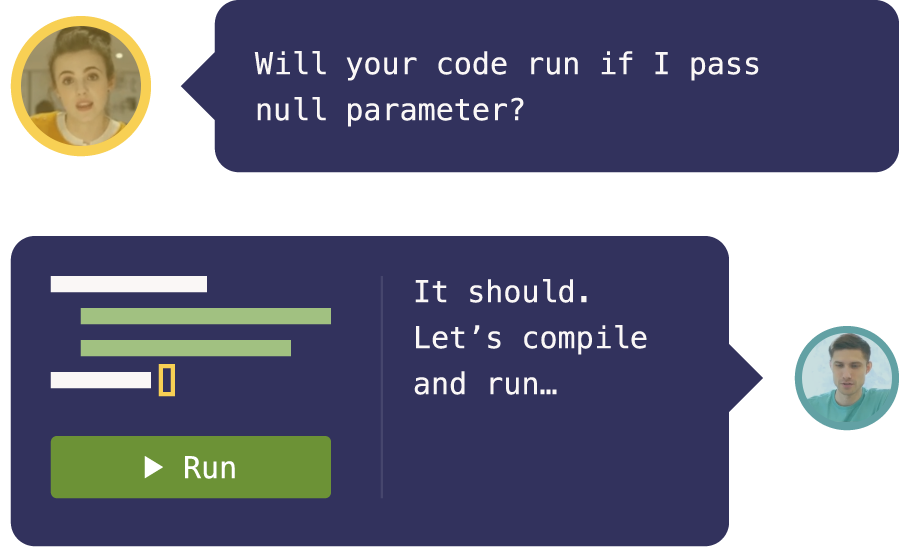 Will your code run if I pass
null parameter?
It should.
Let’s compile
and run…
Run